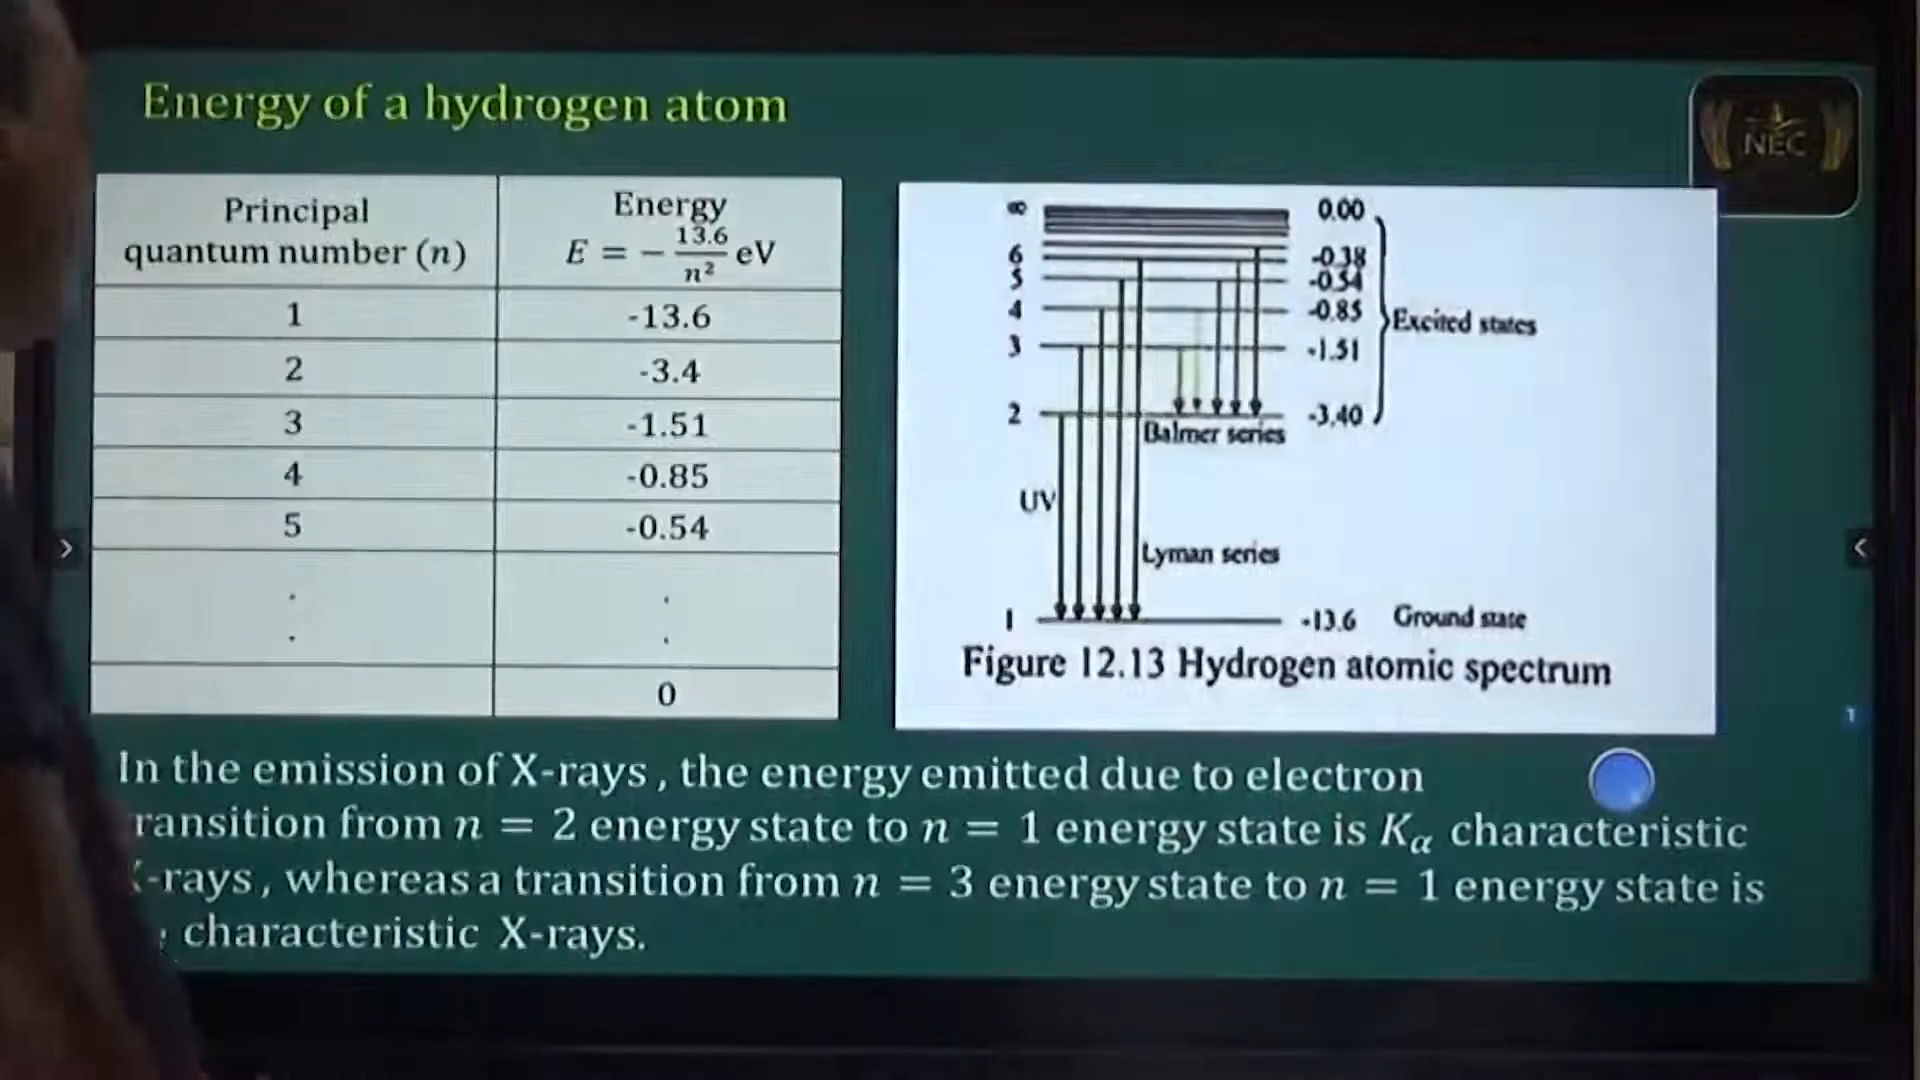 Energy of a hydrogen atom
NEC
Principal
quantum number (n)
Energy
E = − 13.6/n² eV
1 -13.6
2 -3.4
3 -1.51
4 -0.85
5 -0.54
. .
. .
0
∞ 0.00
6 -0.38
5 -0.54
4 -0.85
Excited states
3 -1.51
2 -3.40
Balmer series
UV
Lyman series
1 -13.6 Ground state
Figure 12.13 Hydrogen atomic spectrum
In the emission of X-rays, the energy emitted due to electron
ransition from n = 2 energy state to n = 1 energy state is Kα characteristic
-rays, whereas a transition from n = 3 energy state to n = 1 energy state is
characteristic X-rays.